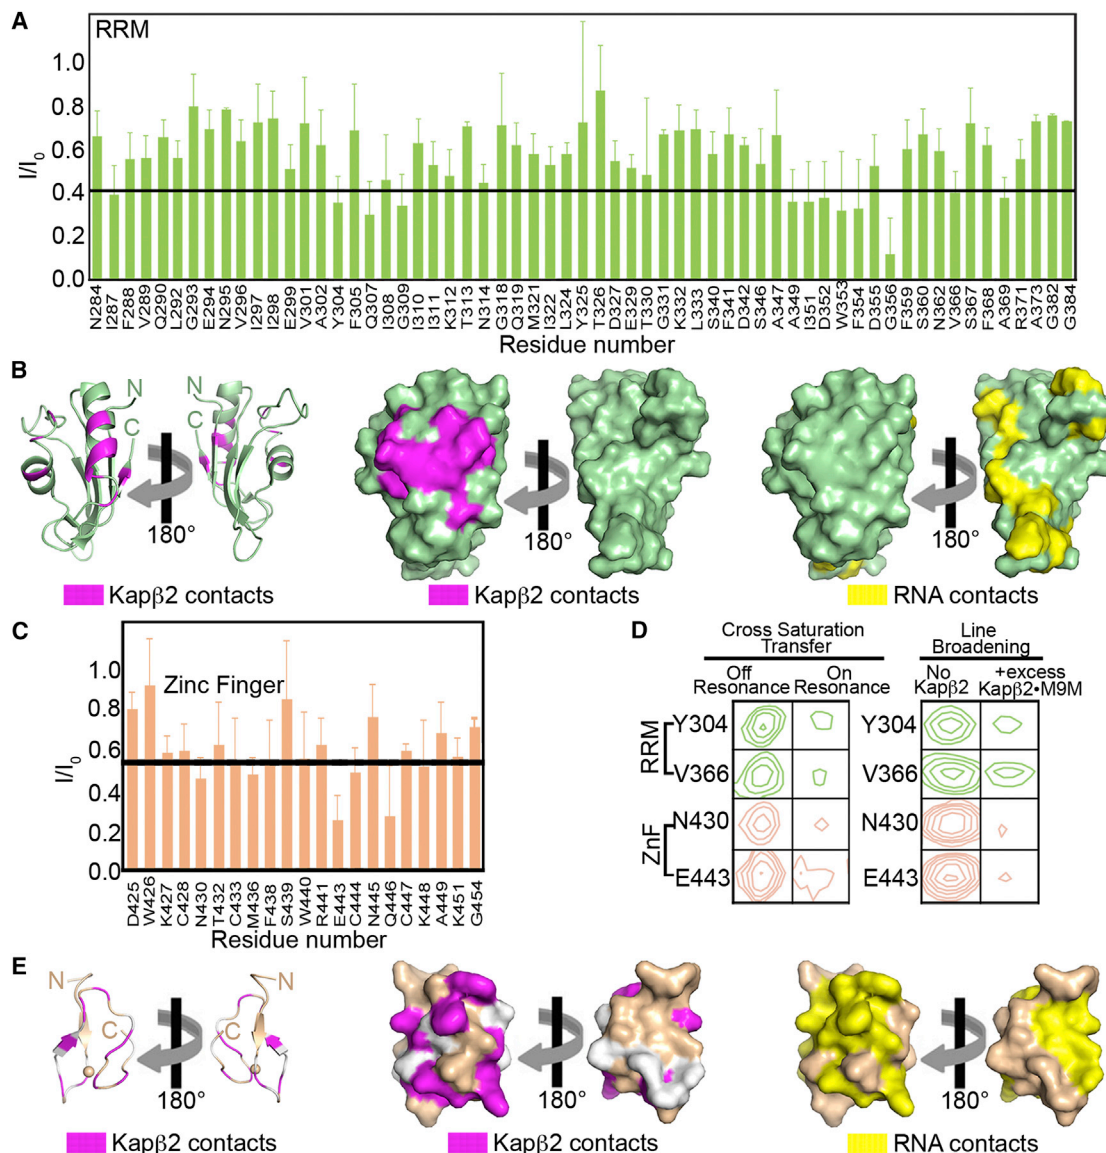 A
RRM
I/I0
1.0
0.8
0.6
0.4
0.2
0.0
N284 I287 F288 V289 Q290 L292 G293 E294 N295 V296 I297 I298 E299 V301 A302 Y304 F305 Q307 I308 G309 I310 I311 K312 T313 N314 G318 Q319 M321 I322 L324 Y325 T326 D327 E329 T330 G331 K332 L333 S340 F341 D342 S346 A347 A349 I351 D352 W353 F354 D355 G356 F359 S360 N362 V366 S367 F368 A369 R371 A373 G382 G384
Residue number
B
N
C
N
C
180°
180°
180°
Kapβ2 contacts
Kapβ2 contacts
RNA contacts
C
Zinc Finger
I/I0
1.0
0.8
0.6
0.4
0.2
0.0
D425 W426 K427 C428 N430 T432 C433 M436 F438 S439 W440 R441 E443 C444 N445 Q446 C447 K448 A449 K451 G454
Residue number
D
Cross Saturation
Transfer
Line
Broadening
Off
Resonance
On
Resonance
No
Kapβ2
+excess
Kapβ2•M9M
RRM
Y304
Y304
V366
V366
ZnF
N430
N430
E443
E443
E
N
C
N
C
180°
180°
180°
Kapβ2 contacts
Kapβ2 contacts
RNA contacts